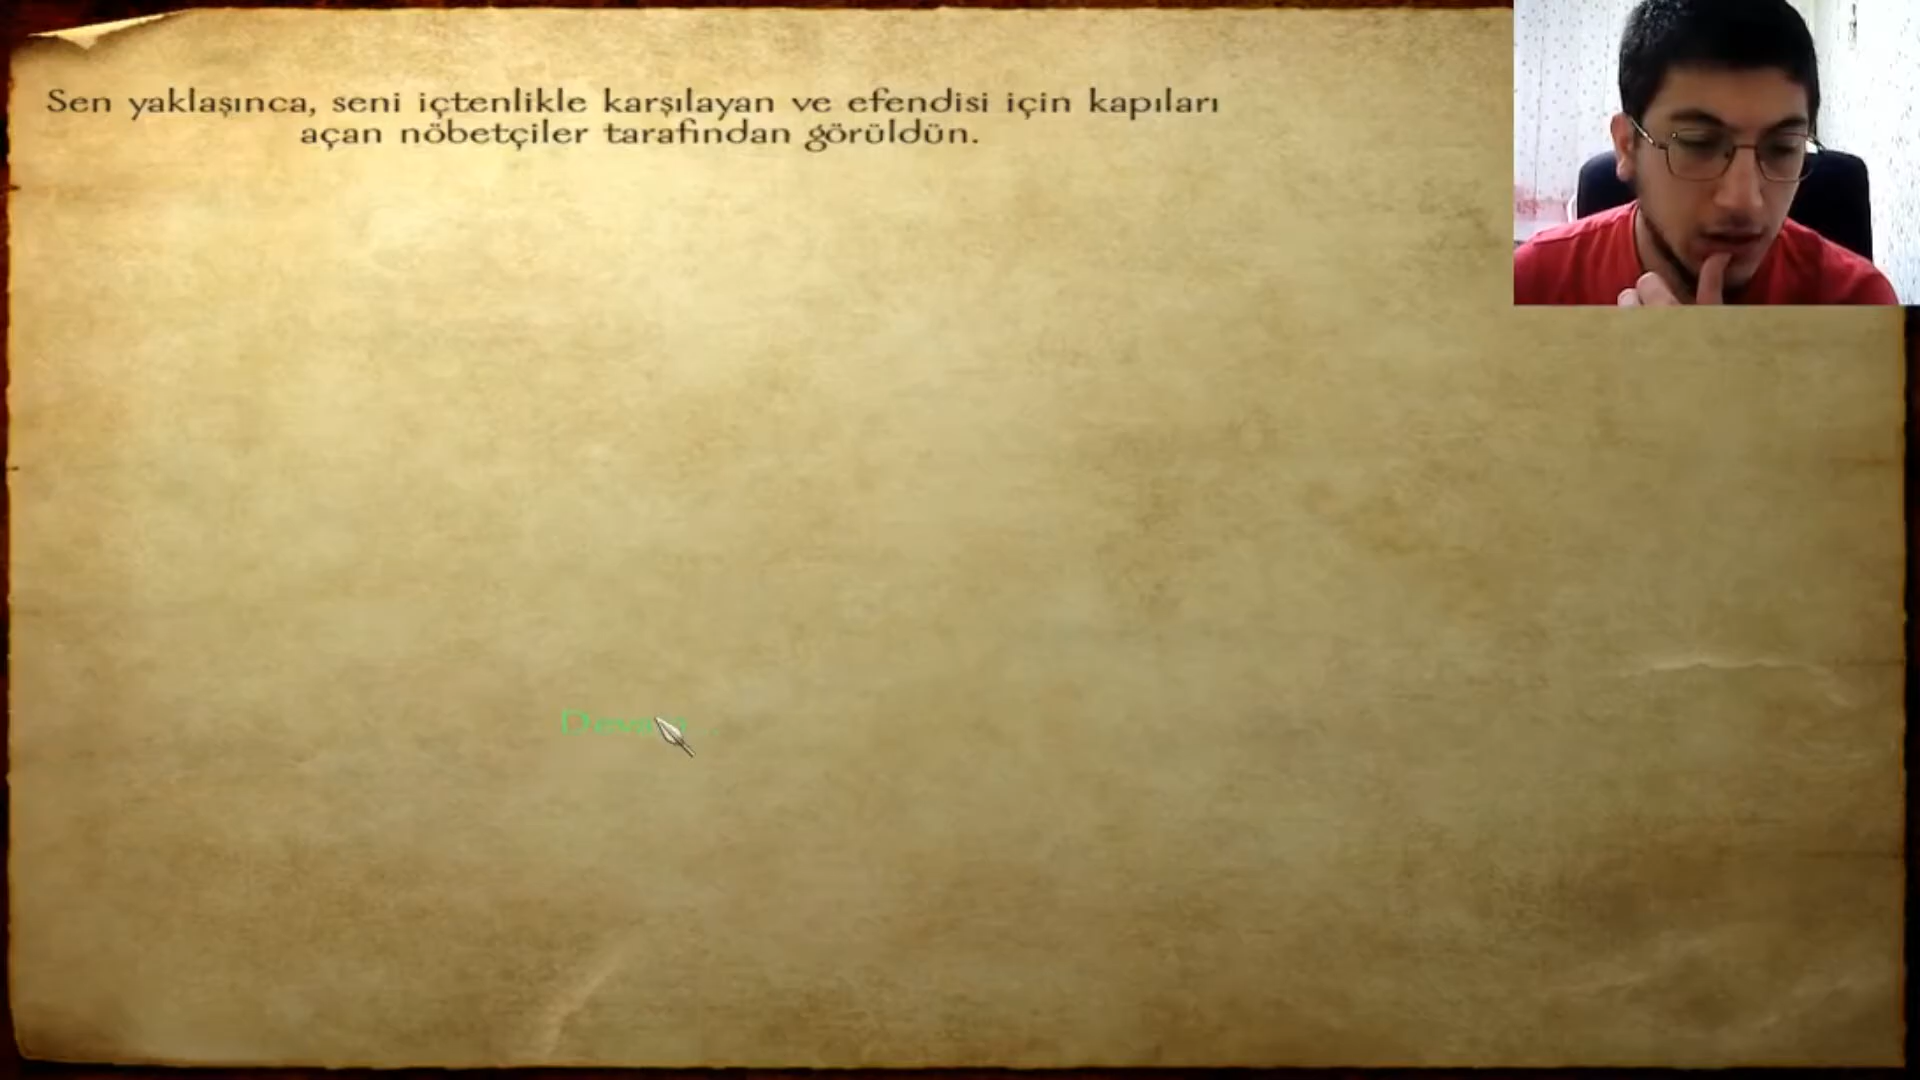 Sen yaklaşınca, seni içtenlikle karşılayan ve efendisi için kapıları
açan nöbetçiler tarafından görüldün.